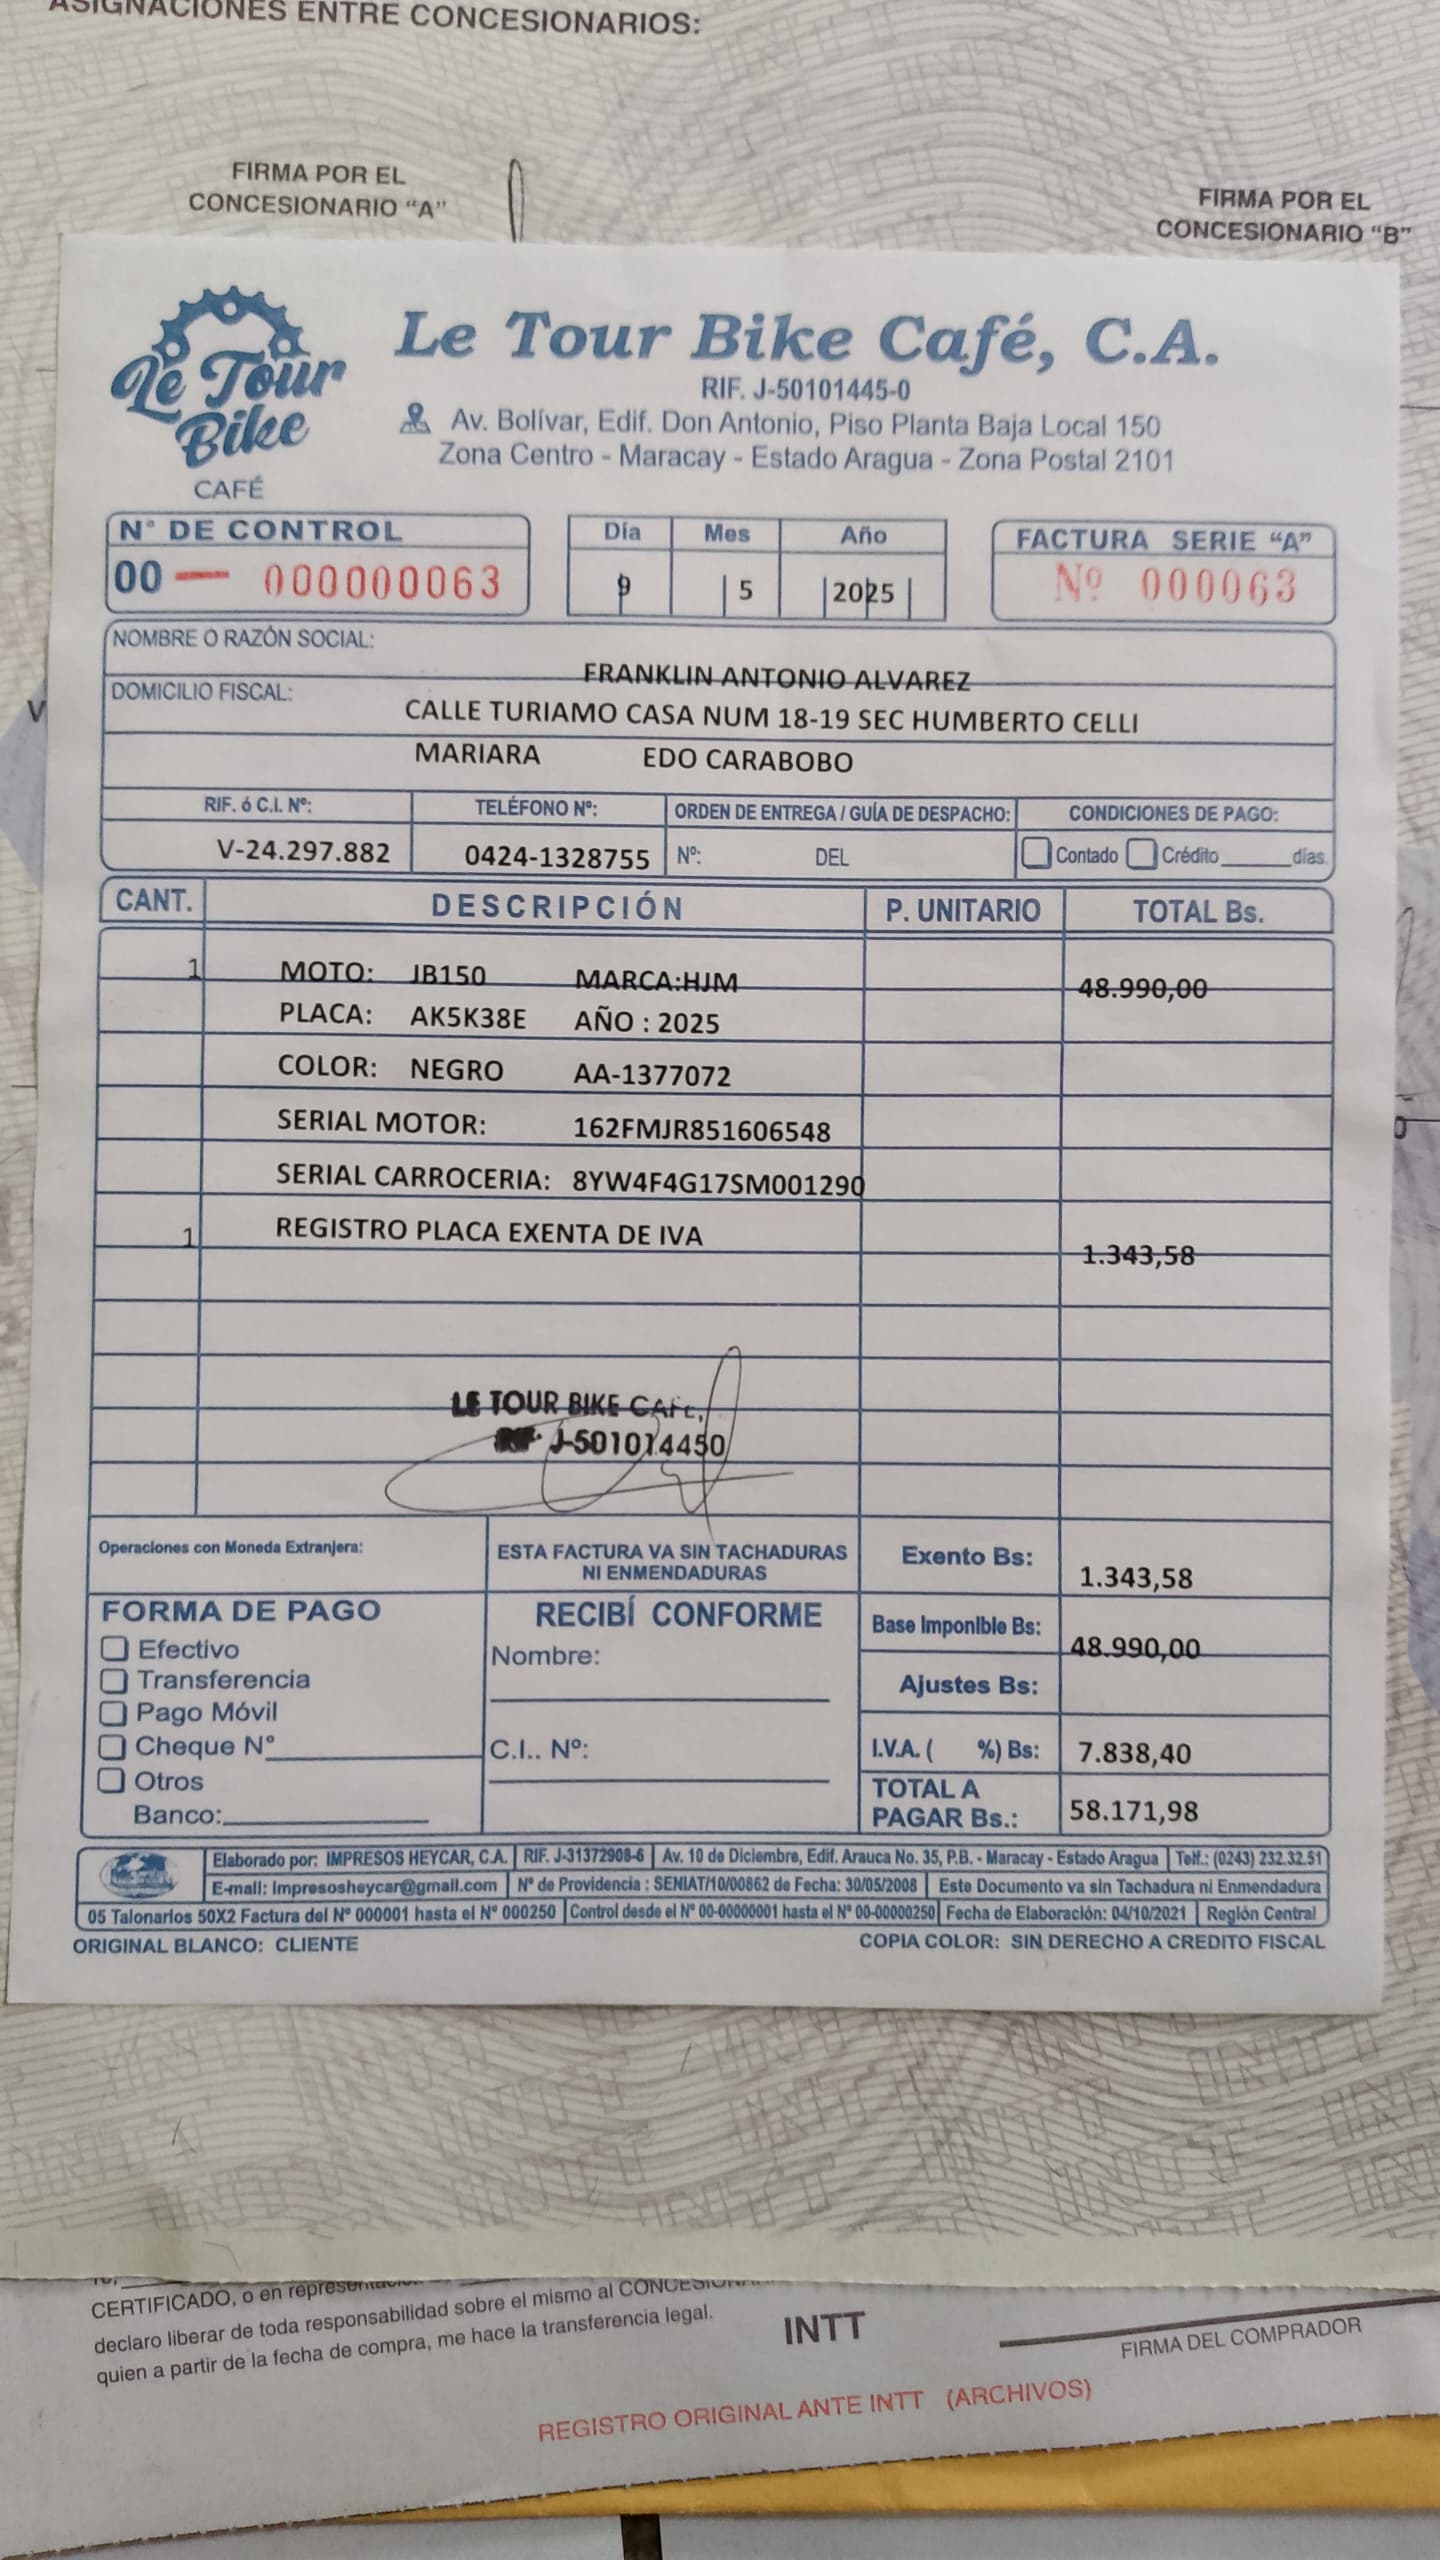 ASIGNACIONES ENTRE CONCESIONARIOS:
FIRMA POR EL
CONCESIONARIO "A"
FIRMA POR EL
CONCESIONARIO "B"
Le Tour
Bike
CAFÉ
Le Tour Bike Café, C.A.
RIF. J-50101445-0
Av. Bolívar, Edif. Don Antonio, Piso Planta Baja Local 150
Zona Centro - Maracay - Estado Aragua - Zona Postal 2101
N° DE CONTROL
00 — 000000063
Día Mes Año
9 5 2025
FACTURA SERIE "A"
Nº 000063
NOMBRE O RAZÓN SOCIAL:
FRANKLIN ANTONIO ALVAREZ
DOMICILIO FISCAL:
CALLE TURIAMO CASA NUM 18-19 SEC HUMBERTO CELLI
MARIARA EDO CARABOBO
RIF. ó C.I. Nº: TELÉFONO Nº: ORDEN DE ENTREGA / GUÍA DE DESPACHO: CONDICIONES DE PAGO:
V-24.297.882 0424-1328755 Nº: DEL Contado Crédito______días.
CANT. DESCRIPCIÓN P. UNITARIO TOTAL Bs.
1 MOTO: JB150 MARCA:HJM 48.990,00
PLACA: AK5K38E AÑO : 2025
COLOR: NEGRO AA-1377072
SERIAL MOTOR: 162FMJR851606548
SERIAL CARROCERIA: 8YW4F4G17SM001290
1 REGISTRO PLACA EXENTA DE IVA 1.343,58
LE TOUR BIKE CAFE,
RIF. J-501014450
Operaciones con Moneda Extranjera:
ESTA FACTURA VA SIN TACHADURAS
NI ENMENDADURAS
Exento Bs: 1.343,58
FORMA DE PAGO
Efectivo
Transferencia
Pago Móvil
Cheque N°
Otros
Banco:
RECIBÍ CONFORME
Nombre:
C.I.. Nº:
Base Imponible Bs: 48.990,00
Ajustes Bs:
I.V.A. ( %) Bs: 7.838,40
TOTAL A
PAGAR Bs.: 58.171,98
Elaborado por: IMPRESOS HEYCAR, C.A. RIF. J-31372908-6 Av. 10 de Diciembre, Edif. Arauca No. 35, P.B. - Maracay - Estado Aragua Telf.: (0243) 232.32.51
E-mail: impresosheycar@gmail.com Nº de Providencia : SENIAT/10/00862 de Fecha: 30/05/2008 Este Documento va sin Tachadura ni Enmendadura
05 Talonarios 50X2 Factura del Nº 000001 hasta el Nº 000250 Control desde el Nº 00-00000001 hasta el Nº 00-00000250 Fecha de Elaboración: 04/10/2021 Región Central
ORIGINAL BLANCO: CLIENTE
COPIA COLOR: SIN DERECHO A CREDITO FISCAL
CERTIFICADO, o en
declaro liberar de toda responsabilidad sobre el mismo al
quien a partir de la fecha de compra, me hace la transferencia legal.
INTT
FIRMA DEL COMPRADOR
REGISTRO ORIGINAL ANTE INTT (ARCHIVOS)